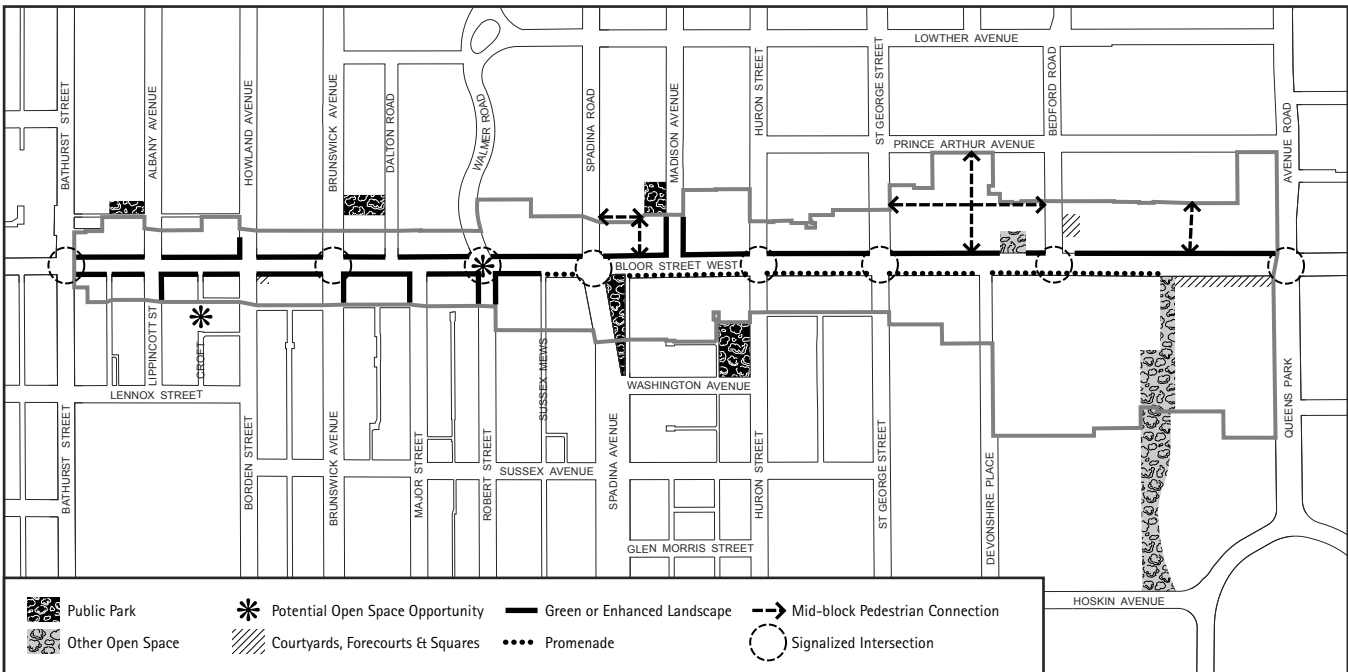 LOWTHER AVENUE
BATHURST STREET
ALBANY AVENUE
HOWLAND AVENUE
BRUNSWICK AVENUE
DALTON ROAD
WALMER ROAD
SPADINA ROAD
MADISON AVENUE
HURON STREET
ST GEORGE STREET
BEDFORD ROAD
AVENUE ROAD
PRINCE ARTHUR AVENUE
BLOOR STREET WEST
LIPPINCOTT ST
CROFT
LENNOX STREET
SUSSEX MEWS
WASHINGTON AVENUE
QUEENS PARK
BATHURST STREET
BORDEN STREET
BRUNSWICK AVENUE
MAJOR STREET
ROBERT STREET
SUSSEX AVENUE
SPADINA AVENUE
HURON STREET
ST GEORGE STREET
DEVONSHIRE PLACE
GLEN MORRIS STREET
HOSKIN AVENUE
Public Park
Potential Open Space Opportunity
Green or Enhanced Landscape
Mid-block Pedestrian Connection
Other Open Space
Courtyards, Forecourts & Squares
Promenade
Signalized Intersection